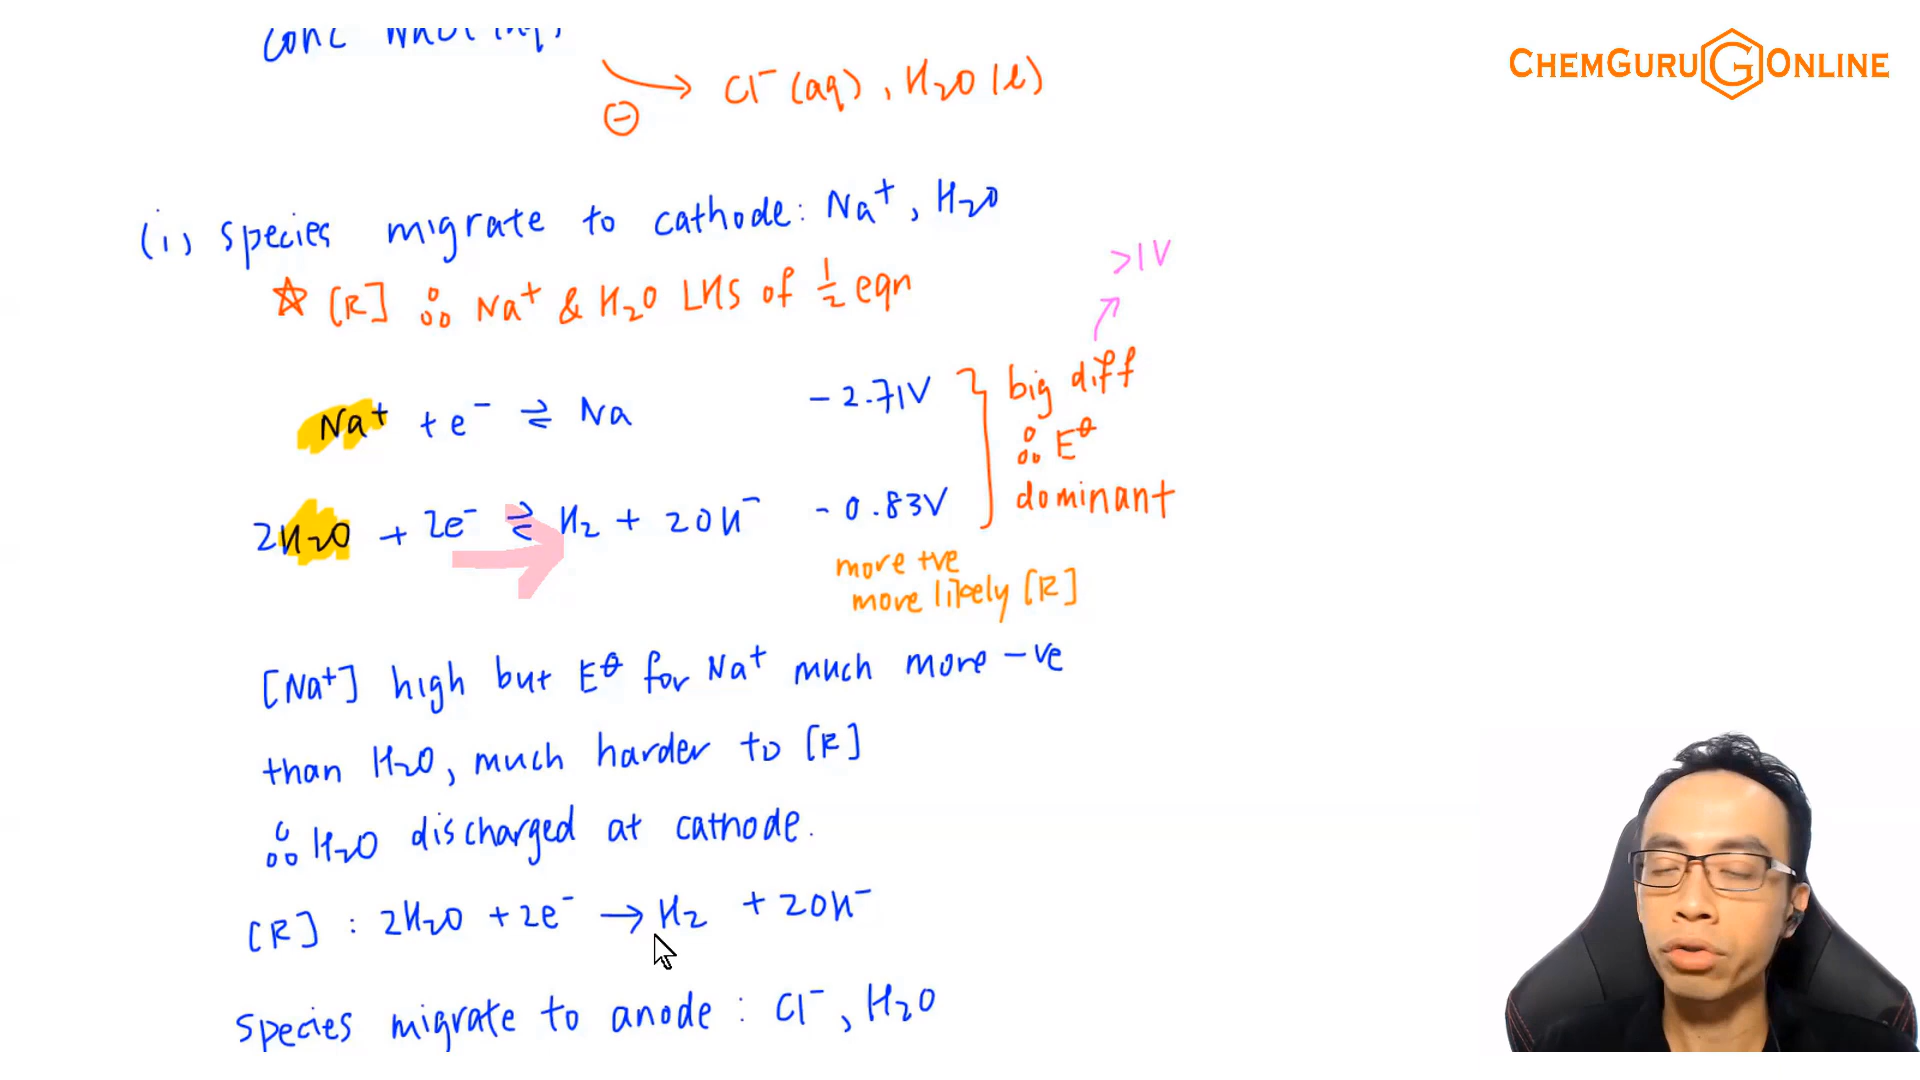 CHEMGURU G ONLINE
conc
⊖ → Cl⁻ (aq), H2O (l)
(i) species migrate to cathode: Na⁺, H2O
☆ [R] ∴ Na⁺ & H2O LHS of ½ eqn
>1V
Na⁺ + e⁻ ⇌ Na -2.71V
big diff
∴ E⦵
dominant
2H2O + 2e⁻ ⇌ H2 + 2OH⁻ -0.83V
more +ve
more likely [R]
[Na⁺] high but E⦵ for Na⁺ much more -ve
than H2O, much harder to [R]
∴ H2O discharged at cathode.
[R] : 2H2O + 2e⁻ → H2 + 2OH⁻
species migrate to anode : Cl⁻, H2O